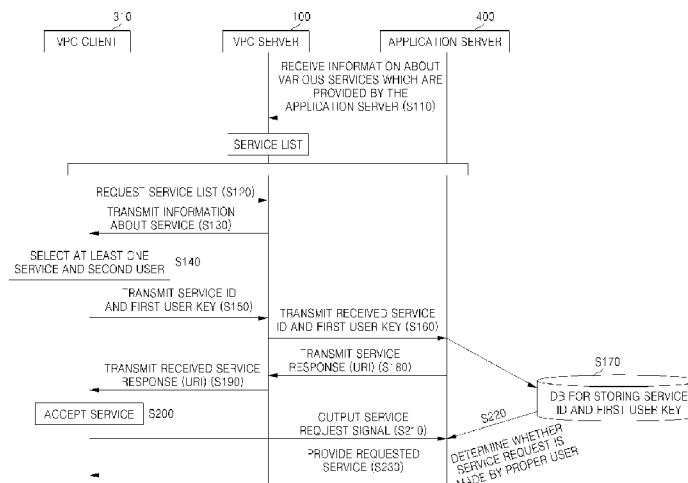 310
100
400
VPC CLIENT
VPC SERVER
APPLICATION SERVER
RECEIVE INFORMATION ABOUT
VARIOUS SERVICES WHICH ARE
PROVIDED BY THE
APPLICATION SERVER (S110)
SERVICE LIST
REQUEST SERVICE LIST (S120)
TRANSMIT INFORMATION
ABOUT SERVICE (S130)
SELECT AT LEAST ONE
SERVICE AND SECOND USER
S140
TRANSMIT SERVICE ID
AND FIRST USER KEY (S150)
TRANSMIT RECEIVED SERVICE
ID AND FIRST USER KEY (S160)
TRANSMIT SERVICE
RESPONSE (URI) (S180)
TRANSMIT RECEIVED SERVICE
RESPONSE (URI) (S190)
S170
DB FOR STORING SERVICE
ID AND FIRST USER KEY
ACCEPT SERVICE
S200
OUTPUT SERVICE
REQUEST SIGNAL (S210)
S220
DETERMINE WHETHER
SERVICE REQUEST IS
MADE BY PROPER USER
PROVIDE REQUESTED
SERVICE (S230)